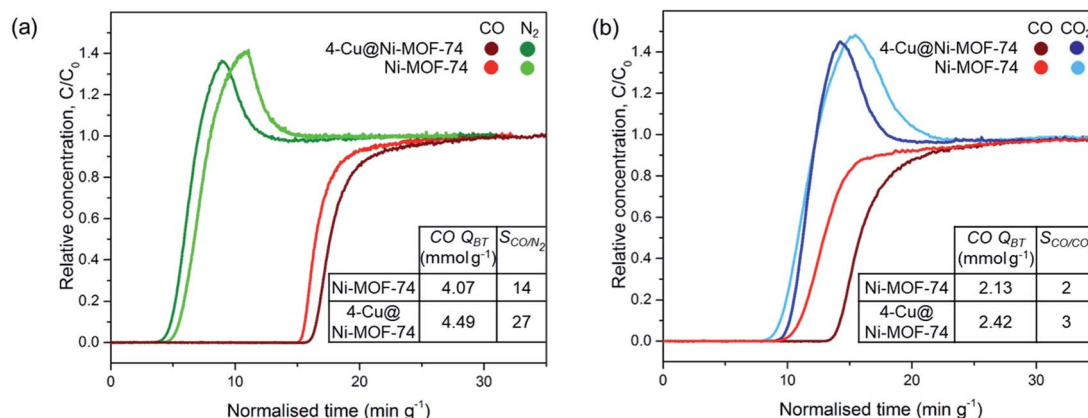 (a)
CO N2
4-Cu@Ni-MOF-74
Ni-MOF-74
Relative concentration, C/C0
1.4
1.2
1.0
0.8
0.6
0.4
0.2
0.0
CO QBT (mmol g-1) SCO/N2
Ni-MOF-74 4.07 14
4-Cu@Ni-MOF-74 4.49 27
0 10 20 30
Normalised time (min g-1)
(b)
CO CO2
4-Cu@Ni-MOF-74
Ni-MOF-74
Relative concentration, C/C0
1.4
1.2
1.0
0.8
0.6
0.4
0.2
0.0
CO QBT (mmol g-1) SCO/CO
Ni-MOF-74 2.13 2
4-Cu@Ni-MOF-74 2.42 3
0 10 20 30
Normalised time (min g-1)